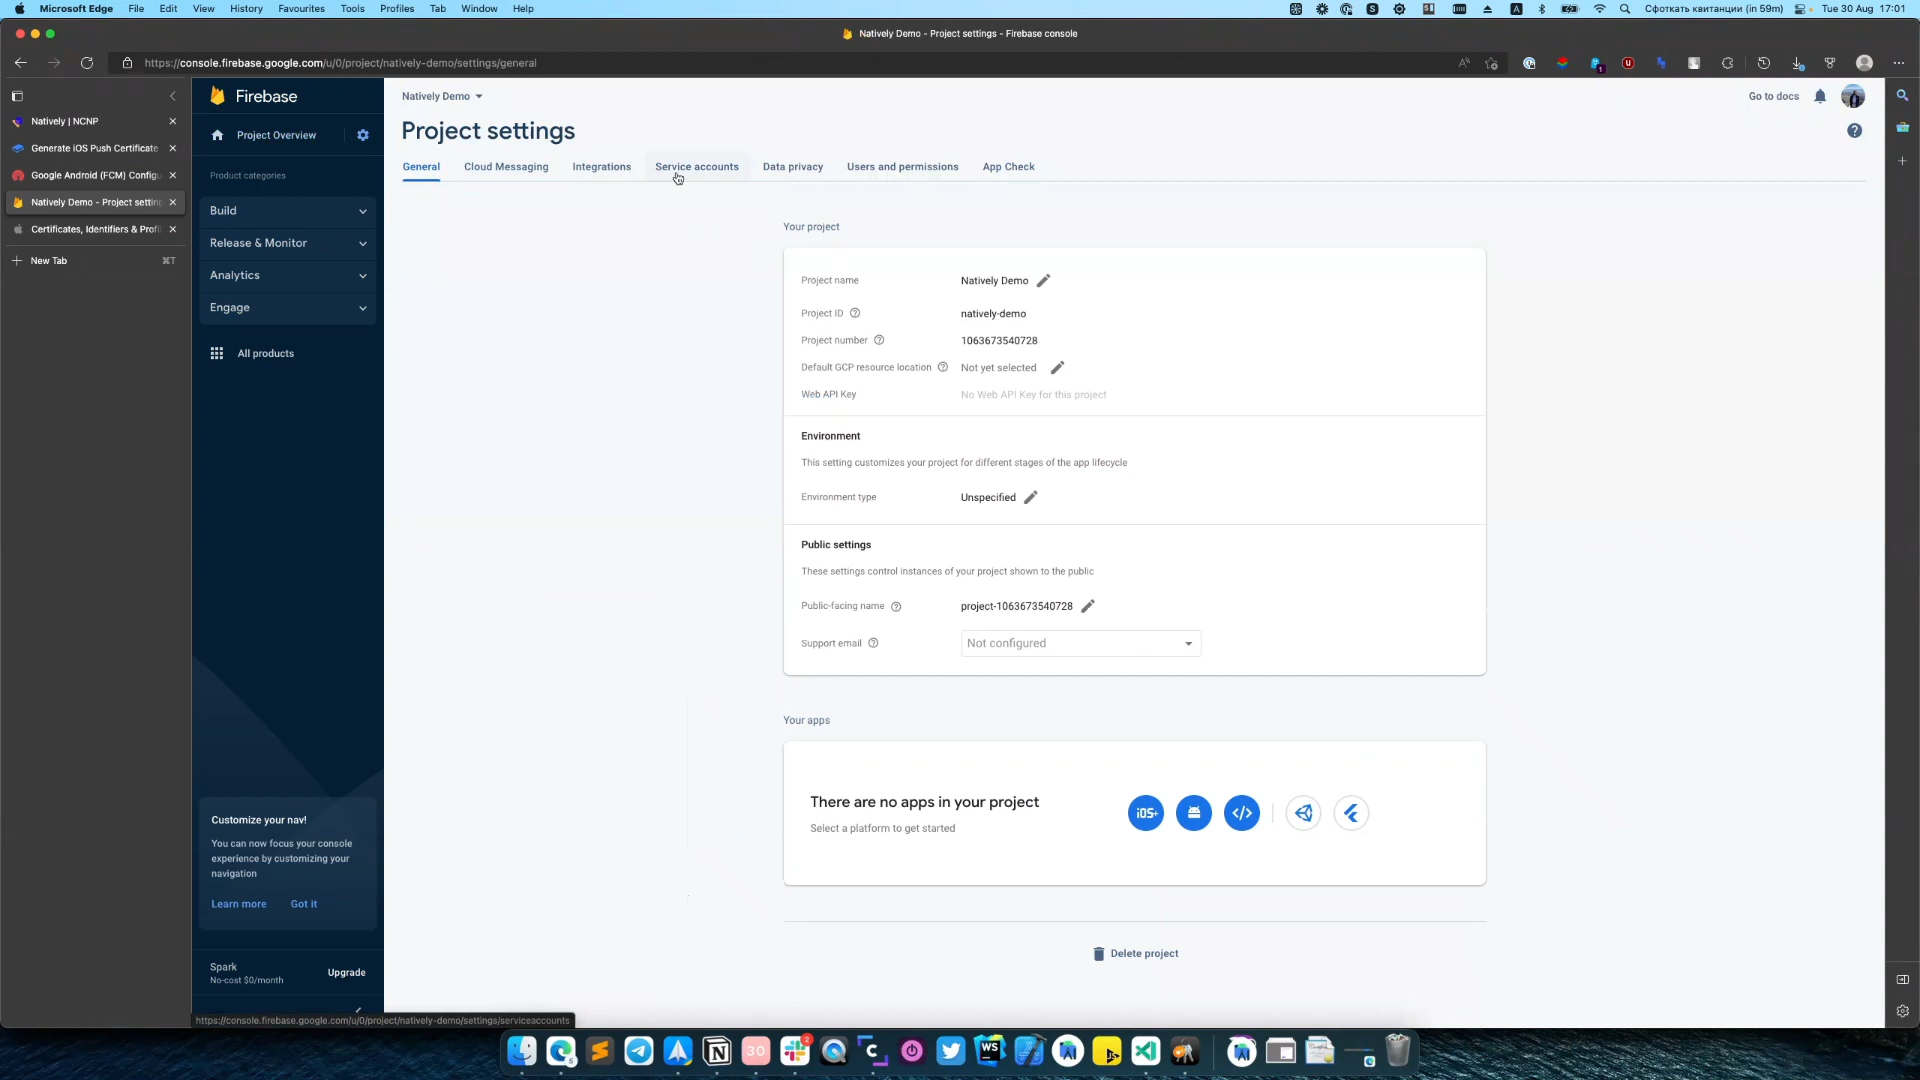 Microsoft Edge File Edit View History Favourites Tools Profiles Tab Window Help Сфоткать квитанции (in 59m) Tue 30 Aug 17:01
Natively Demo - Project settings - Firebase console
https://console.firebase.google.com/u/0/project/natively-demo/settings/general
Natively | NCNP
Generate iOS Push Certificate
Google Android (FCM) Configu
Natively Demo - Project setting
Certificates, Identifiers & Profil
New Tab ⌘T
Firebase
Project Overview
Product categories
Build
Release & Monitor
Analytics
Engage
All products
Customize your nav!
You can now focus your console
experience by customizing your
navigation
Learn more Got it
Spark
No-cost $0/month
Upgrade
https://console.firebase.google.com/u/0/project/natively-demo/settings/serviceaccounts
Natively Demo
Go to docs
Project settings
General Cloud Messaging Integrations Service accounts Data privacy Users and permissions App Check
Your project
Project name Natively Demo
Project ID natively-demo
Project number 1063673540728
Default GCP resource location Not yet selected
Web API Key No Web API Key for this project
Environment
This setting customizes your project for different stages of the app lifecycle
Environment type Unspecified
Public settings
These settings control instances of your project shown to the public
Public-facing name project-1063673540728
Support email Not configured
Your apps
There are no apps in your project
Select a platform to get started
iOS+
Delete project
30
2
WS